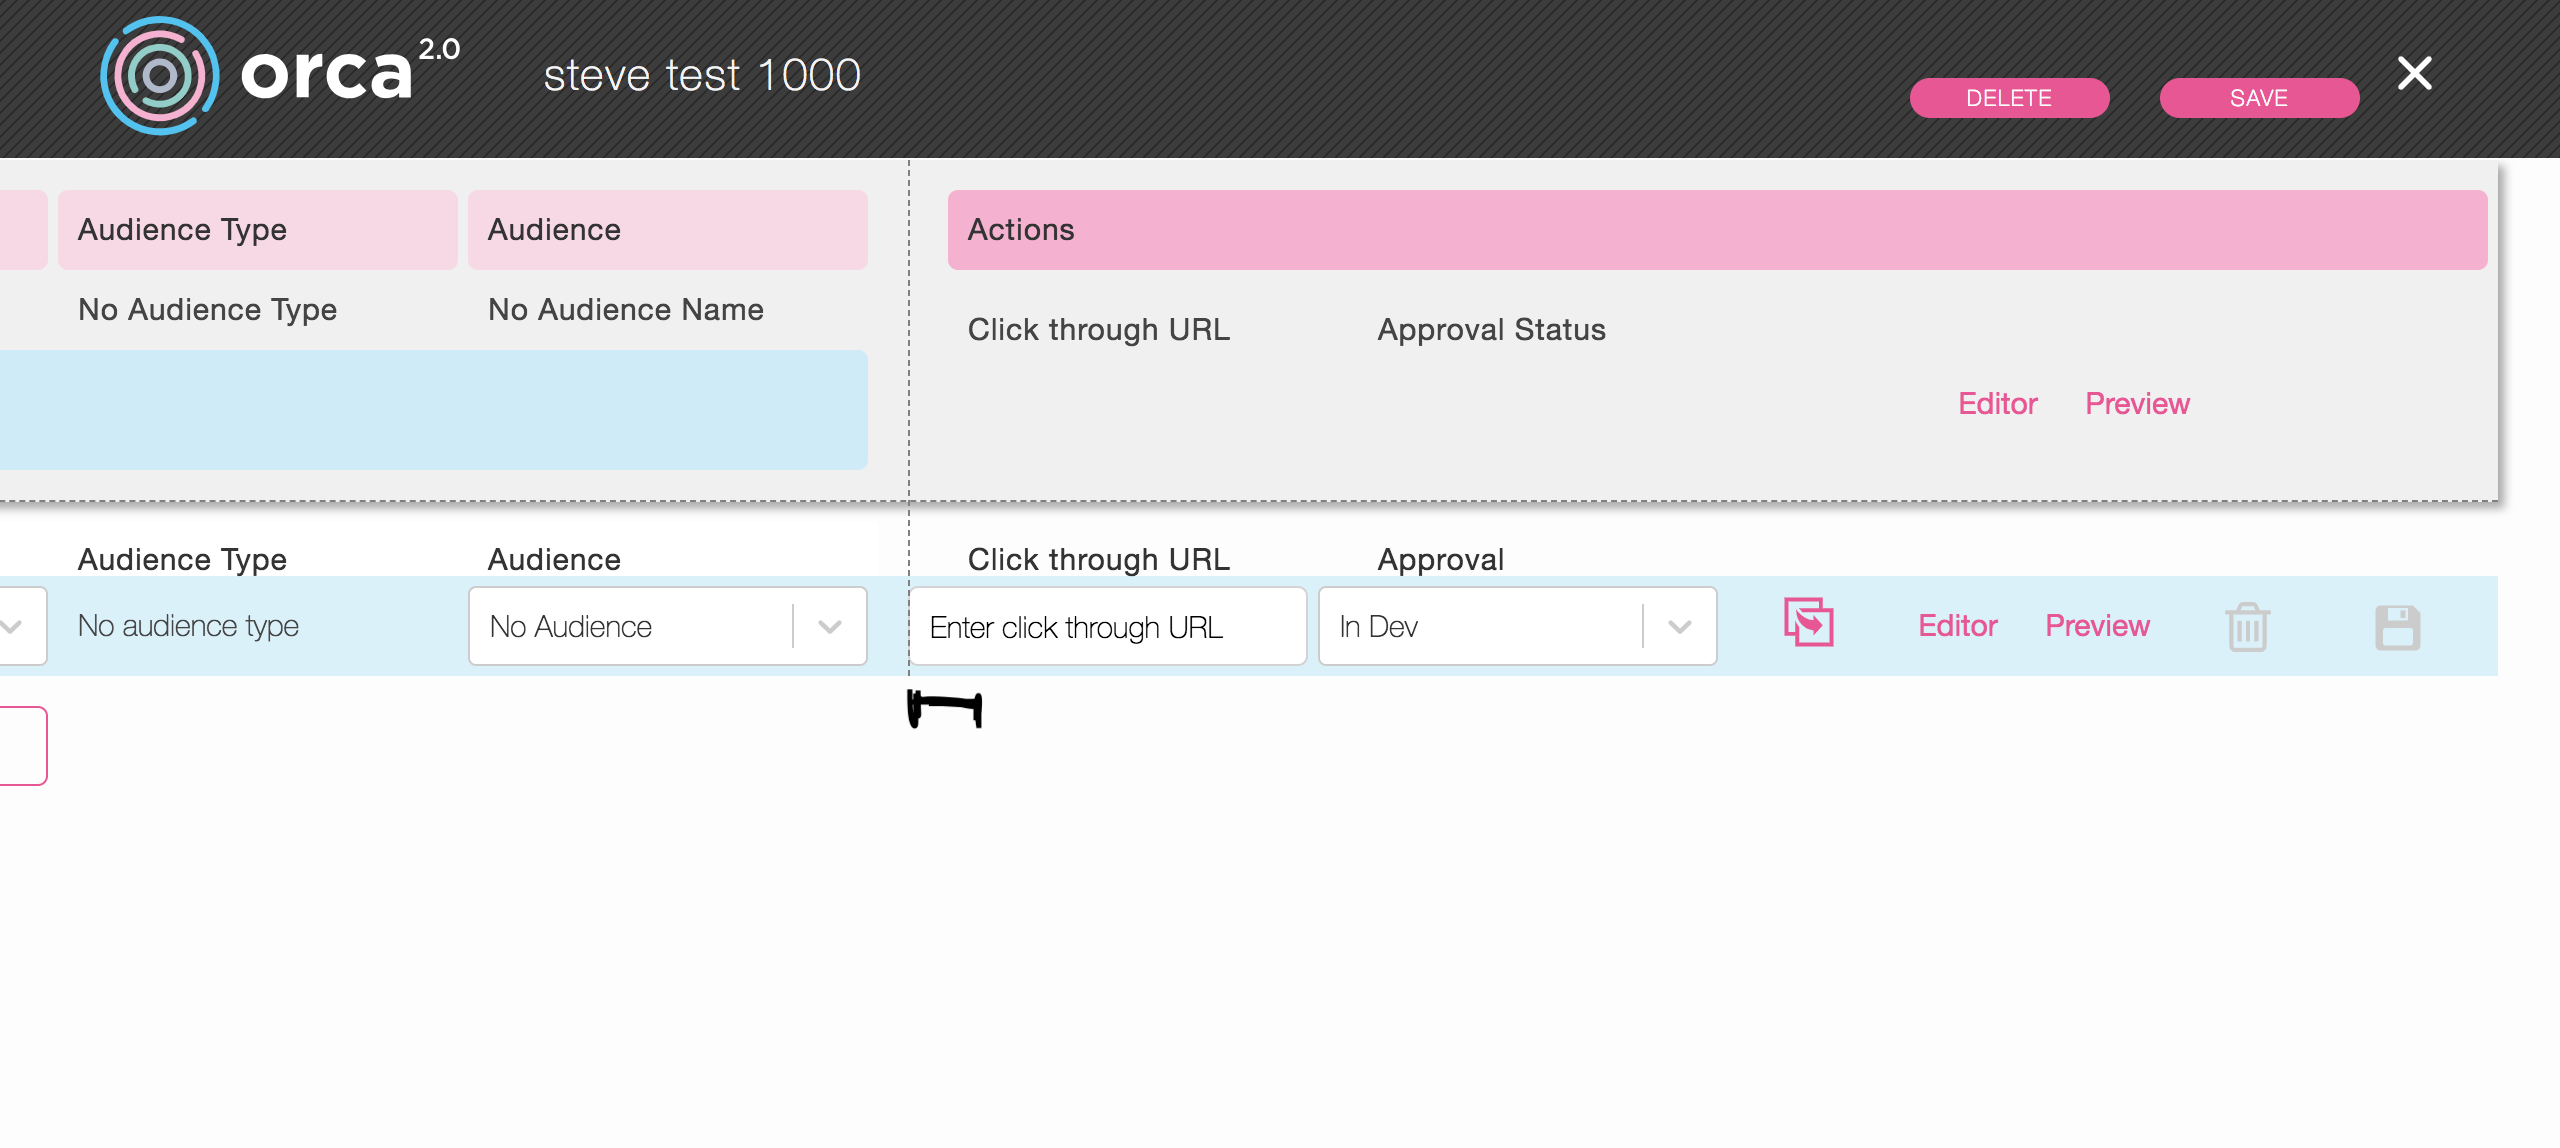 orca 2.0
steve test 1000
DELETE
SAVE
Audience Type
Audience
Actions
No Audience Type
No Audience Name
Click through URL
Approval Status
Editor
Preview
Audience Type
Audience
Click through URL
Approval
No audience type
No Audience
Enter click through URL
In Dev
Editor
Preview